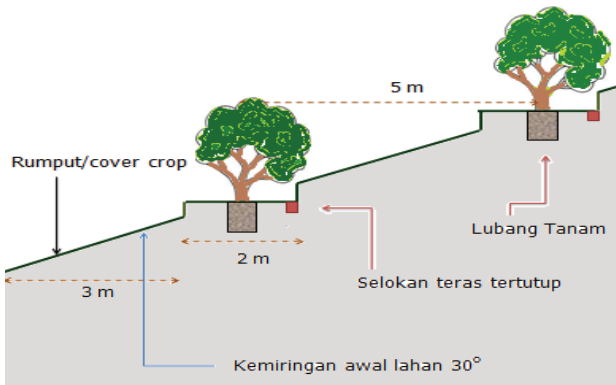 5 m
Rumput/cover crop
Lubang Tanam
2 m
Selokan teras tertutup
3 m
Kemiringan awal lahan 30°